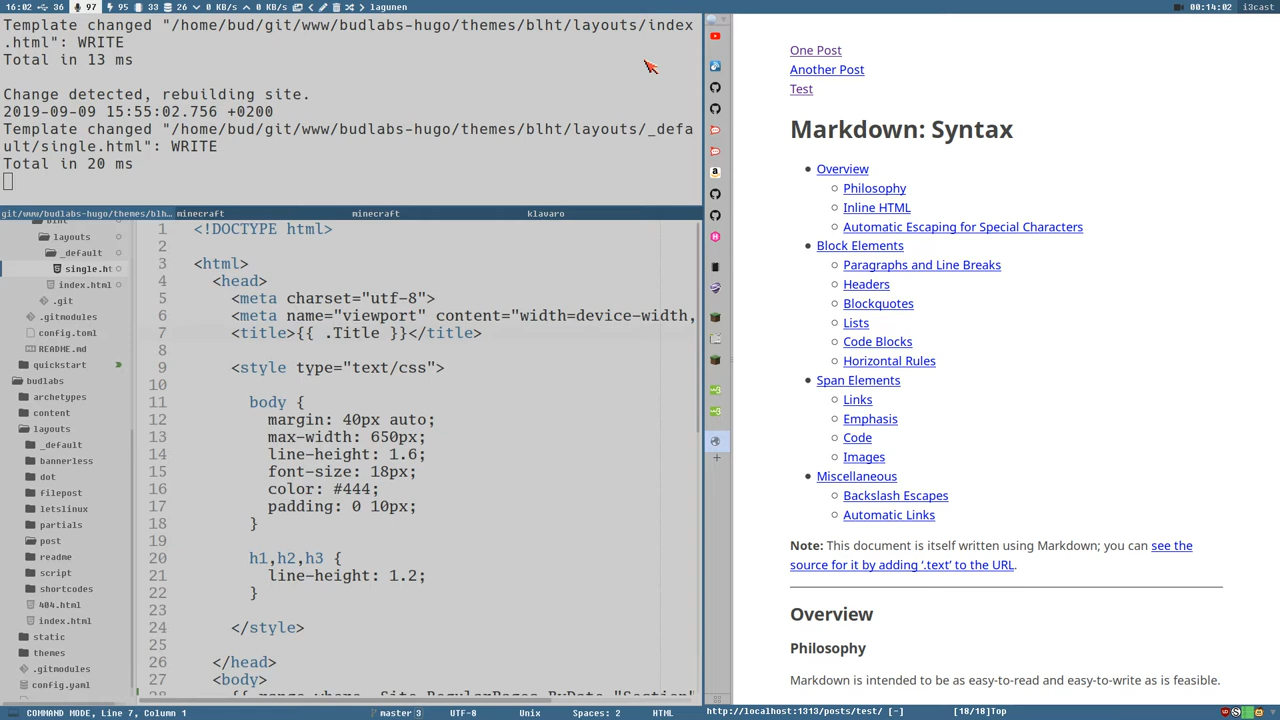 16:02 36 97 95 33 26 0 KB/s 0 KB/s lagunen
00:14:02 i3cast
Template changed "/home/bud/git/www/budlabs-hugo/themes/blht/layouts/index
.html": WRITE
Total in 13 ms
Change detected, rebuilding site.
2019-09-09 15:55:02.756 +0200
Template changed "/home/bud/git/www/budlabs-hugo/themes/blht/layouts/_defa
ult/single.html": WRITE
Total in 20 ms
git/www/budlabs-hugo/themes/blh… minecraft minecraft klavaro
layouts
_default
single.ht
index.html
.git
.gitmodules
config.toml
README.md
quickstart
budlabs
archetypes
content
layouts
_default
bannerless
dot
filepost
letslinux
partials
post
readme
script
shortcodes
404.html
index.html
static
themes
.gitmodules
config.yaml
1 <!DOCTYPE html>
2
3 <html>
4 <head>
5 <meta charset="utf-8">
6 <meta name="viewport" content="width=device-width,
7 <title>{{ .Title }}</title>
8
9 <style type="text/css">
10
11 body {
12 margin: 40px auto;
13 max-width: 650px;
14 line-height: 1.6;
15 font-size: 18px;
16 color: #444;
17 padding: 0 10px;
18 }
19
20 h1,h2,h3 {
21 line-height: 1.2;
22 }
23
24 </style>
25
26 </head>
27 <body>
28 {{ range where .Site.RegularPages.ByDate "Section"
COMMAND MODE, Line 7, Column 1 master 3 UTF-8 Unix Spaces: 2 HTML
One Post
Another Post
Test
Markdown: Syntax
Overview
Philosophy
Inline HTML
Automatic Escaping for Special Characters
Block Elements
Paragraphs and Line Breaks
Headers
Blockquotes
Lists
Code Blocks
Horizontal Rules
Span Elements
Links
Emphasis
Code
Images
Miscellaneous
Backslash Escapes
Automatic Links
Note: This document is itself written using Markdown; you can see the
source for it by adding ‘.text’ to the URL.
Overview
Philosophy
Markdown is intended to be as easy-to-read and easy-to-write as is feasible.
http://localhost:1313/posts/test/ [-] [18/18]Top